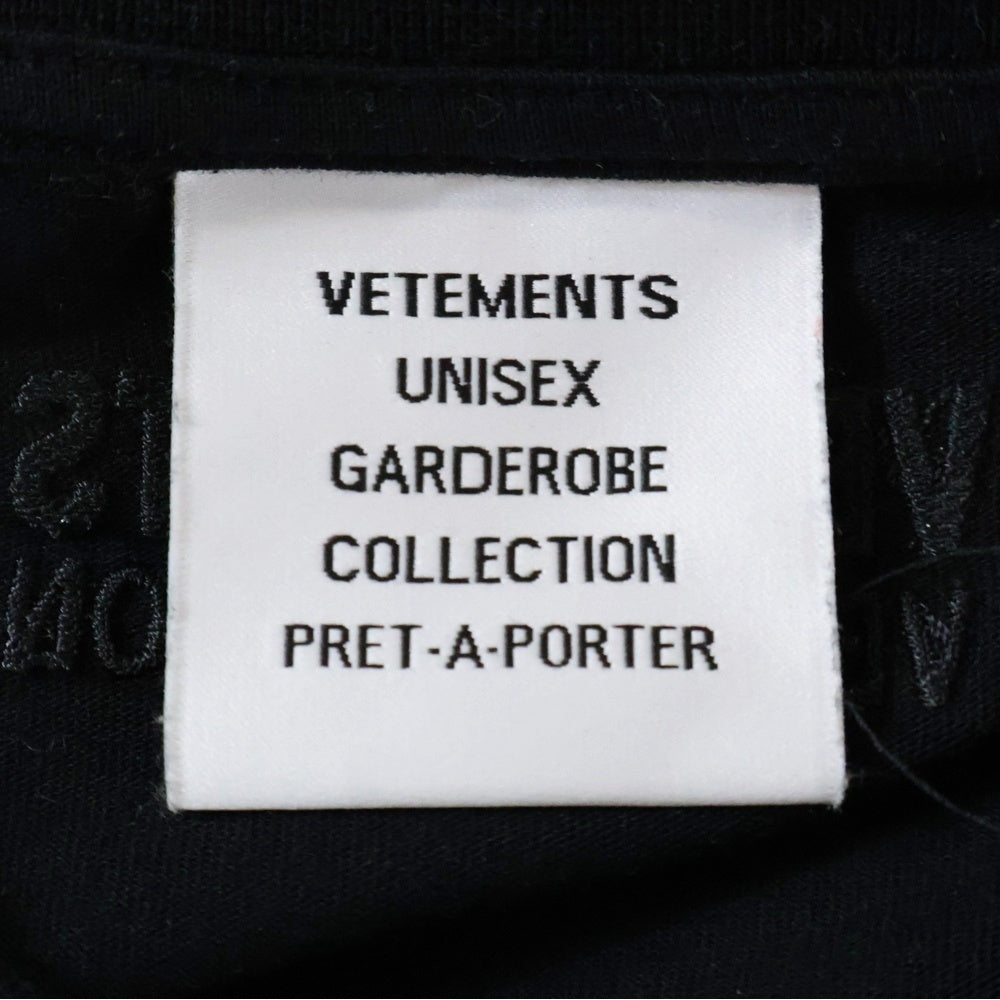 VETEMENTS
UNISEX
GARDEROBE
COLLECTION
PRET-A-PORTER